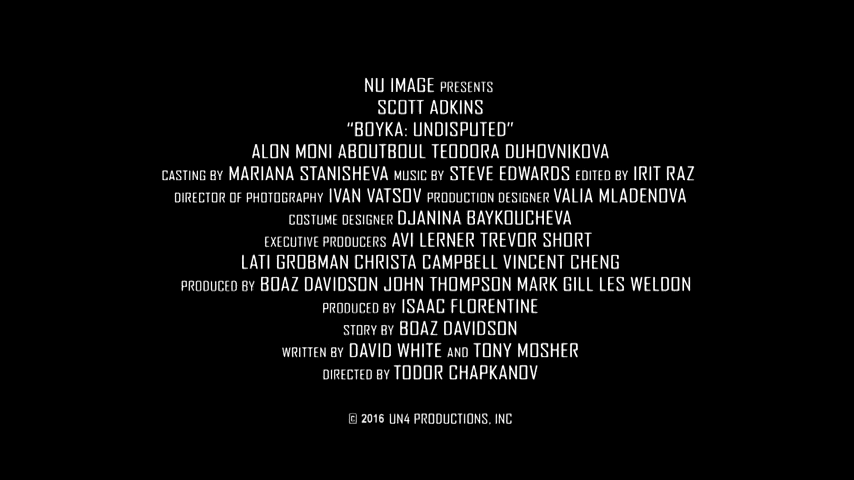 NU IMAGE PRESENTS
SCOTT ADKINS
"BOYKA: UNDISPUTED"
ALON MONI ABOUTBOUL TEODORA DUHOVNIKOVA
CASTING BY MARIANA STANISHEVA MUSIC BY STEVE EDWARDS EDITED BY IRIT RAZ
DIRECTOR OF PHOTOGRAPHY IVAN VATSOV PRODUCTION DESIGNER VALIA MLADENOVA
COSTUME DESIGNER DJANINA BAYKOUCHEVA
EXECUTIVE PRODUCERS AVI LERNER TREVOR SHORT
LATI GROBMAN CHRISTA CAMPBELL VINCENT CHENG
PRODUCED BY BOAZ DAVIDSON JOHN THOMPSON MARK GILL LES WELDON
PRODUCED BY ISAAC FLORENTINE
STORY BY BOAZ DAVIDSON
WRITTEN BY DAVID WHITE AND TONY MOSHER
DIRECTED BY TODOR CHAPKANOV
© 2016 UN4 PRODUCTIONS, INC